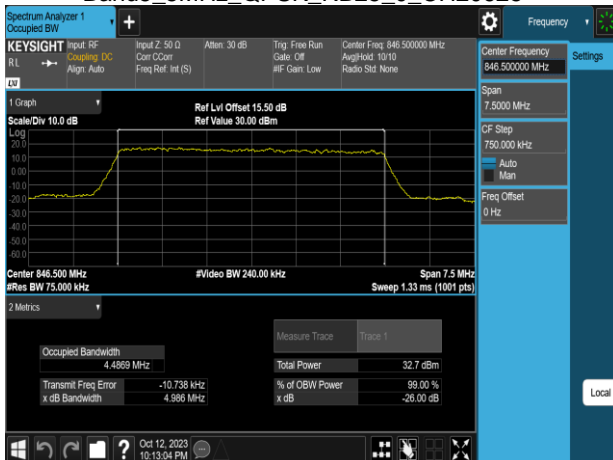 Spectrum Analyzer 1
Occupied BW
Frequency
KEYSIGHT
RL
LXI
Input: RF
Coupling: DC
Align: Auto
Input Z: 50 Ω
Corr CCorr
Freq Ref: Int (S)
Atten: 30 dB
Trig: Free Run
Gate: Off
#IF Gain: Low
Center Freq: 846.500000 MHz
Avg|Hold: 10/10
Radio Std: None
Center Frequency
846.500000 MHz
Settings
Span
7.5000 MHz
CF Step
750.000 kHz
Auto
Man
Freq Offset
0 Hz
Local
1 Graph
Scale/Div 10.0 dB
Ref Lvl Offset 15.50 dB
Ref Value 30.00 dBm
Log
20.0
10.0
0.00
-10.0
-20.0
-30.0
-40.0
-50.0
-60.0
Center 846.500 MHz
#Video BW 240.00 kHz
Span 7.5 MHz
#Res BW 75.000 kHz
Sweep 1.33 ms (1001 pts)
2 Metrics
Measure Trace
Trace 1
Occupied Bandwidth
4.4869 MHz
Total Power
32.7 dBm
Transmit Freq Error
-10.738 kHz
% of OBW Power
99.00 %
x dB Bandwidth
4.986 MHz
x dB
-26.00 dB
Oct 12, 2023
10:13:04 PM